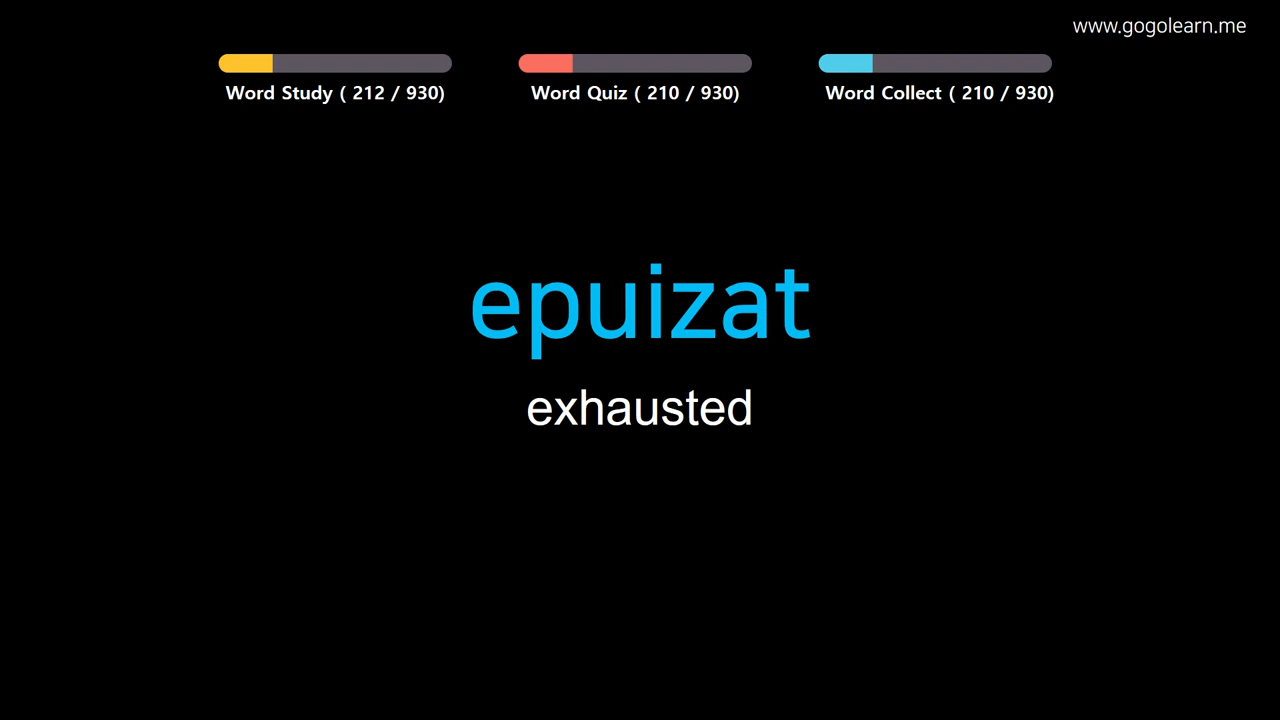 www.gogolearn.me
Word Study ( 212 / 930)
Word Quiz ( 210 / 930)
Word Collect ( 210 / 930)
epuizat
exhausted